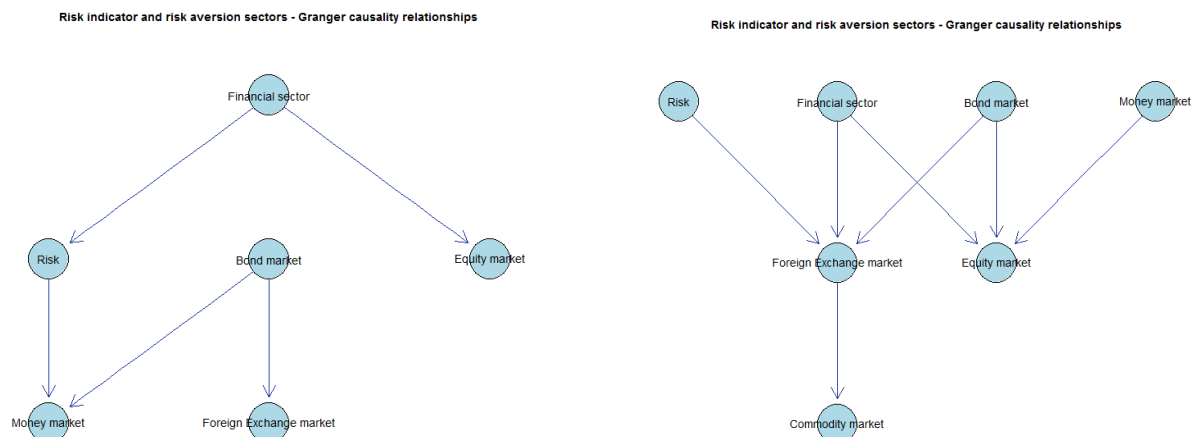 Risk indicator and risk aversion sectors - Granger causality relationships
Financial sector
Risk
Bond market
Equity market
Money market
Foreign Exchange market
Risk indicator and risk aversion sectors - Granger causality relationships
Risk
Financial sector
Bond market
Money market
Foreign Exchange market
Equity market
Commodity market